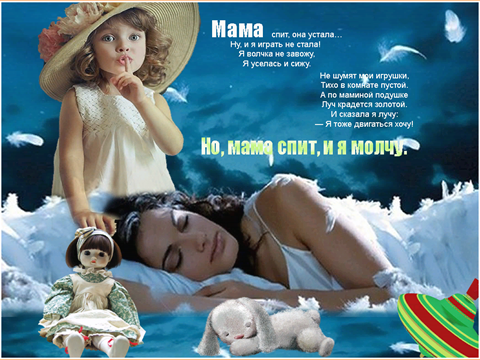 Мама спит, она устала...
Ну, и я играть не стала!
Я волчка не завожу,
Я уселась и сижу.
Не шумят мои игрушки,
Тихо в комнате пустой.
А по маминой подушке
Луч крадется золотой.
И сказала я лучу:
— Я тоже двигаться хочу!
Но, мама спит, и я молчу.